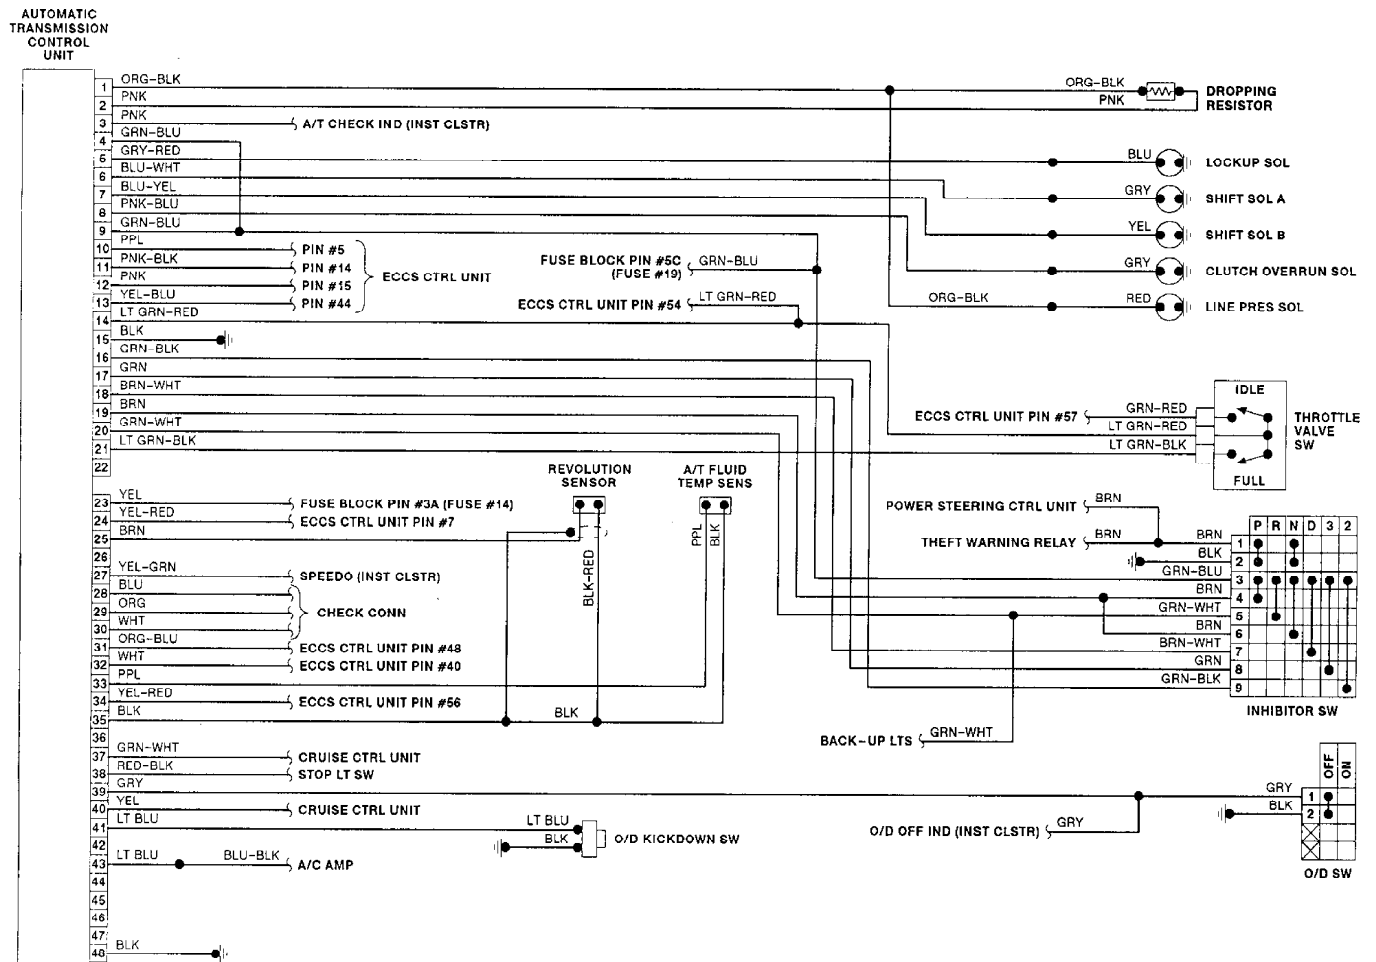 AUTOMATIC
TRANSMISSION
CONTROL
UNIT
1 ORG-BLK
2 PNK
3 PNK
A/T CHECK IND (INST CLSTR)
4 GRN-BLU
5 GRY-RED
6 BLU-WHT
7 BLU-YEL
8 PNK-BLU
9 GRN-BLU
10 PPL PIN #5
11 PNK-BLK PIN #14
12 PNK PIN #15
13 YEL-BLU PIN #44
ECCS CTRL UNIT
14 LT GRN-RED
15 BLK
16 GRN-BLK
17 GRN
18 BRN-WHT
19 BRN
20 GRN-WHT
21 LT GRN-BLK
22
23 YEL FUSE BLOCK PIN #3A (FUSE #14)
24 YEL-RED ECCS CTRL UNIT PIN #7
25 BRN
26
27 YEL-GRN SPEEDO (INST CLSTR)
28 BLU
29 ORG CHECK CONN
30 WHT
31 ORG-BLU ECCS CTRL UNIT PIN #48
32 WHT ECCS CTRL UNIT PIN #40
33 PPL
34 YEL-RED ECCS CTRL UNIT PIN #56
35 BLK
BLK
36
37 GRN-WHT CRUISE CTRL UNIT
38 RED-BLK STOP LT SW
39 GRY
40 YEL CRUISE CTRL UNIT
41 LT BLU
42
43 LT BLU BLU-BLK A/C AMP
44
45
46
47
48 BLK
LT BLU
BLK
O/D KICKDOWN SW
REVOLUTION
SENSOR
BLK-RED
A/T FLUID
TEMP SENS
PPL
BLK
FUSE BLOCK PIN #5C
(FUSE #19)
GRN-BLU
ECCS CTRL UNIT PIN #54
LT GRN-RED
ORG-BLK
PNK
DROPPING
RESISTOR
BLU LOCKUP SOL
GRY SHIFT SOL A
YEL SHIFT SOL B
GRY CLUTCH OVERRUN SOL
ORG-BLK RED LINE PRES SOL
ECCS CTRL UNIT PIN #57
GRN-RED
LT GRN-RED
LT GRN-BLK
IDLE
FULL
THROTTLE
VALVE
SW
POWER STEERING CTRL UNIT BRN
THEFT WARNING RELAY BRN
P R N D 3 2
BRN 1
BLK 2
GRN-BLU 3
BRN 4
GRN-WHT 5
BRN 6
BRN-WHT 7
GRN 8
GRN-BLK 9
INHIBITOR SW
BACK-UP LTS GRN-WHT
OFF
ON
GRY 1
BLK 2
O/D SW
O/D OFF IND (INST CLSTR) GRY